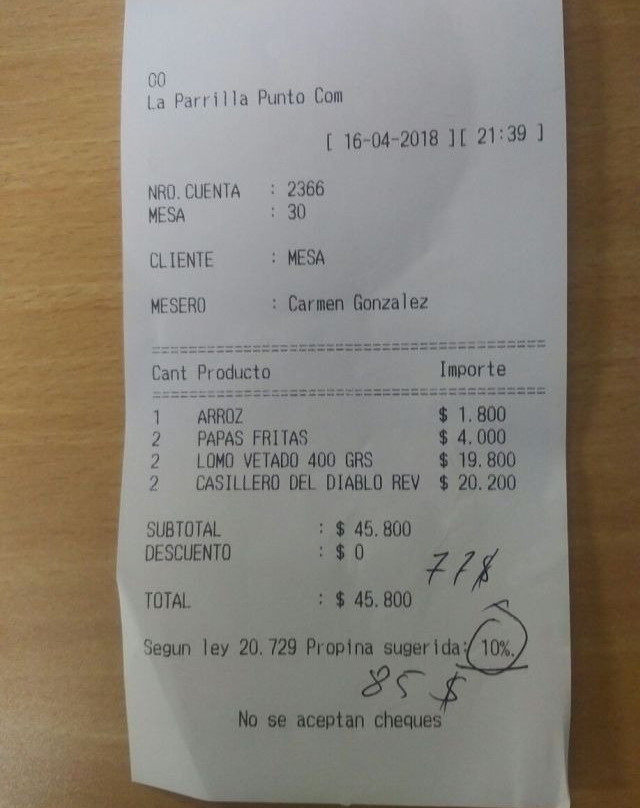 GO
La Parrilla Punto Com
[ 16-04-2018 ][ 21:39 ]
NRO. CUENTA : 2366
MESA : 30
CLIENTE : MESA
MESERO : Carmen Gonzalez
==========================================
Cant Producto Importe
==========================================
1 ARROZ $ 1.800
2 PAPAS FRITAS $ 4.000
2 LOMO VETADO 400 GRS $ 19.800
2 CASILLERO DEL DIABLO REV $ 20.200
SUBTOTAL : $ 45.800
DESCUENTO : $ 0
77$
TOTAL : $ 45.800
Segun ley 20.729 Propina sugerida: 10%.
85 $
No se aceptan cheques